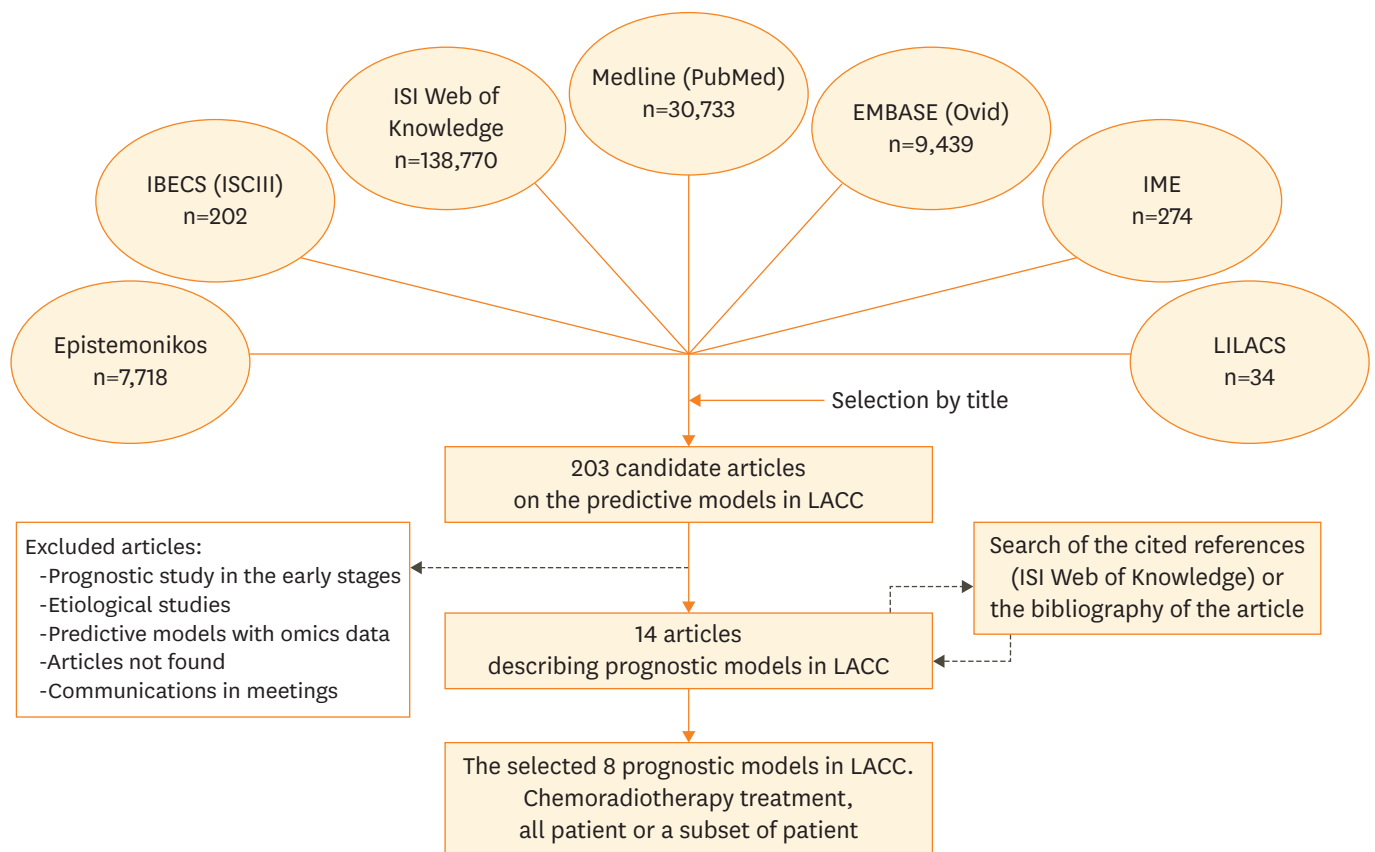 Medline (PubMed)
n=30,733
ISI Web of
Knowledge
n=138,770
EMBASE (Ovid)
n=9,439
IBECS (ISCIII)
n=202
IME
n=274
Epistemonikos
n=7,718
LILACS
n=34
Selection by title
203 candidate articles
on the predictive models in LACC
Excluded articles:
-Prognostic study in the early stages
-Etiological studies
-Predictive models with omics data
-Articles not found
-Communications in meetings
Search of the cited references
(ISI Web of Knowledge) or
the bibliography of the article
14 articles
describing prognostic models in LACC
The selected 8 prognostic models in LACC.
Chemoradiotherapy treatment,
all patient or a subset of patient